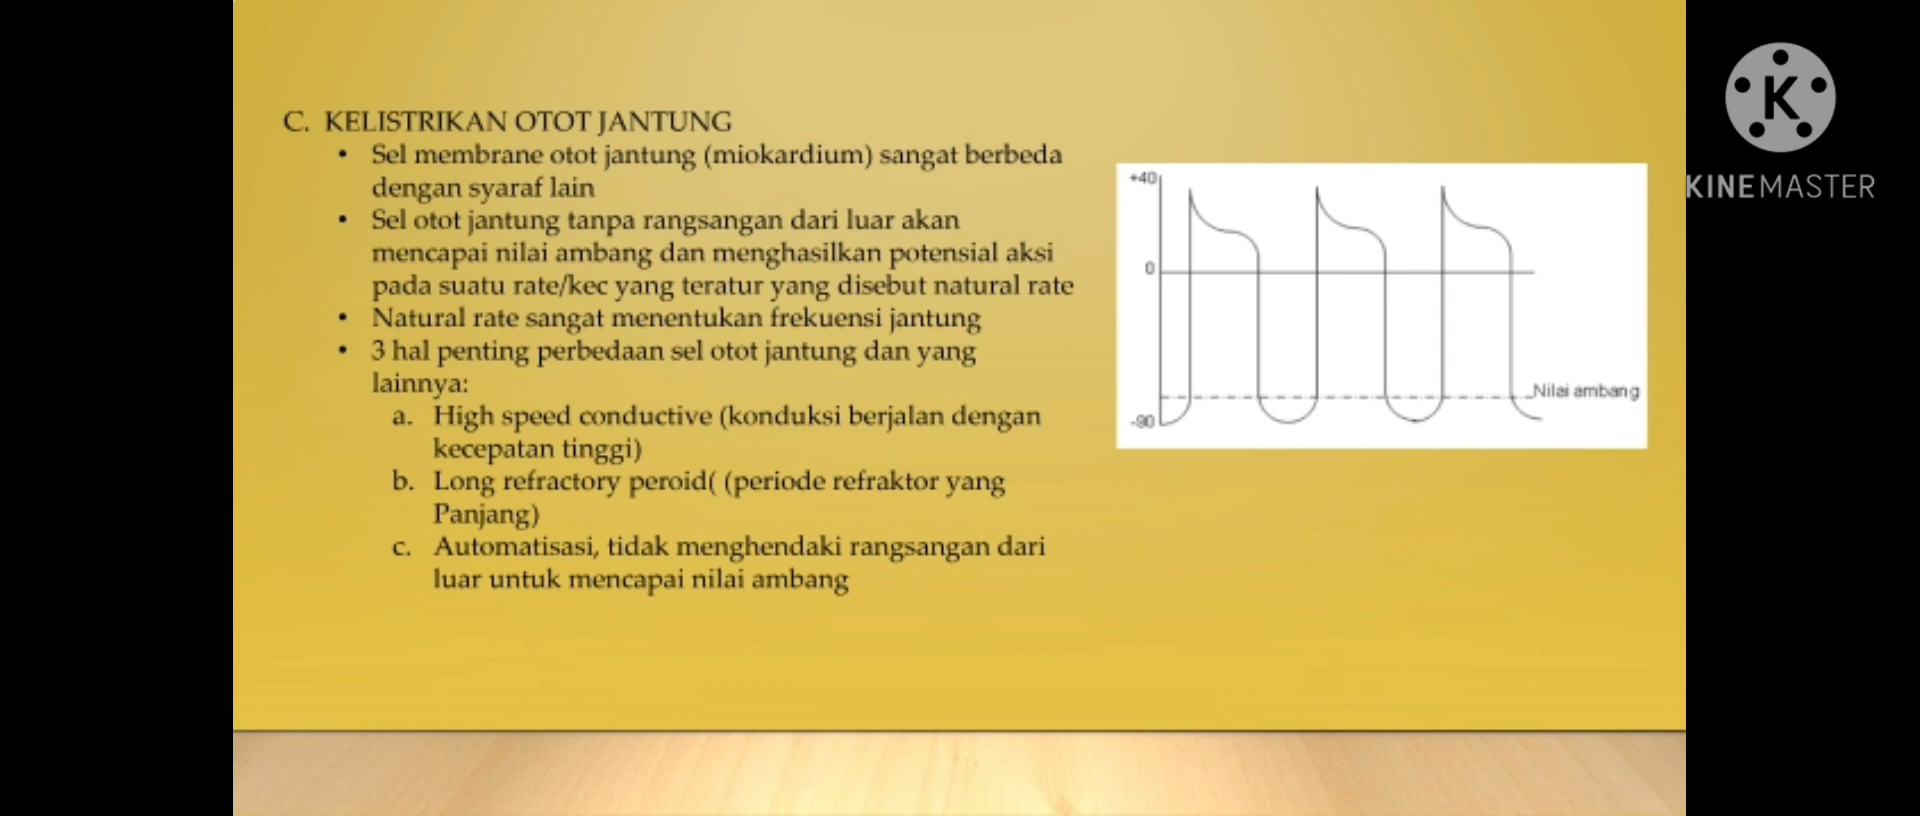 C. KELISTRIKAN OTOT JANTUNG
• Sel membrane otot jantung (miokardium) sangat berbeda
dengan syaraf lain
• Sel otot jantung tanpa rangsangan dari luar akan
mencapai nilai ambang dan menghasilkan potensial aksi
pada suatu rate/kec yang teratur yang disebut natural rate
• Natural rate sangat menentukan frekuensi jantung
• 3 hal penting perbedaan sel otot jantung dan yang
lainnya:
a. High speed conductive (konduksi berjalan dengan
kecepatan tinggi)
b. Long refractory peroid( (periode refraktor yang
Panjang)
c. Automatisasi, tidak menghendaki rangsangan dari
luar untuk mencapai nilai ambang
+40
0
Nilai ambang
-90
K
KINEMASTER